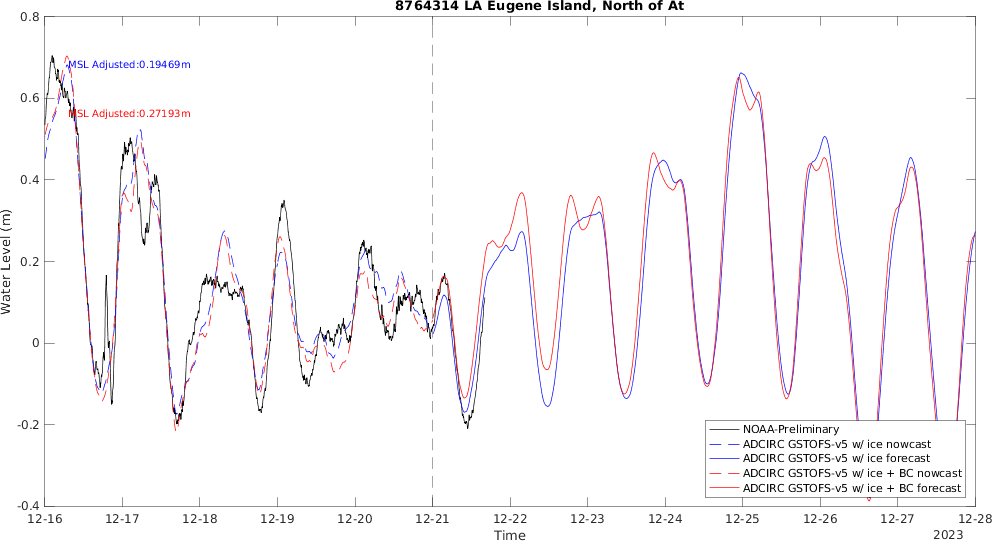 8764314 LA Eugene Island, North of At
0.8
0.6
0.4
0.2
0
-0.2
-0.4
Water Level (m)
MSL Adjusted:0.19469m
MSL Adjusted:0.27193m
NOAA-Preliminary
ADCIRC GSTOFS-v5 w/ ice nowcast
ADCIRC GSTOFS-v5 w/ ice forecast
ADCIRC GSTOFS-v5 w/ ice + BC nowcast
ADCIRC GSTOFS-v5 w/ ice + BC forecast
12-16 12-17 12-18 12-19 12-20 12-21 12-22 12-23 12-24 12-25 12-26 12-27 12-28
Time
2023